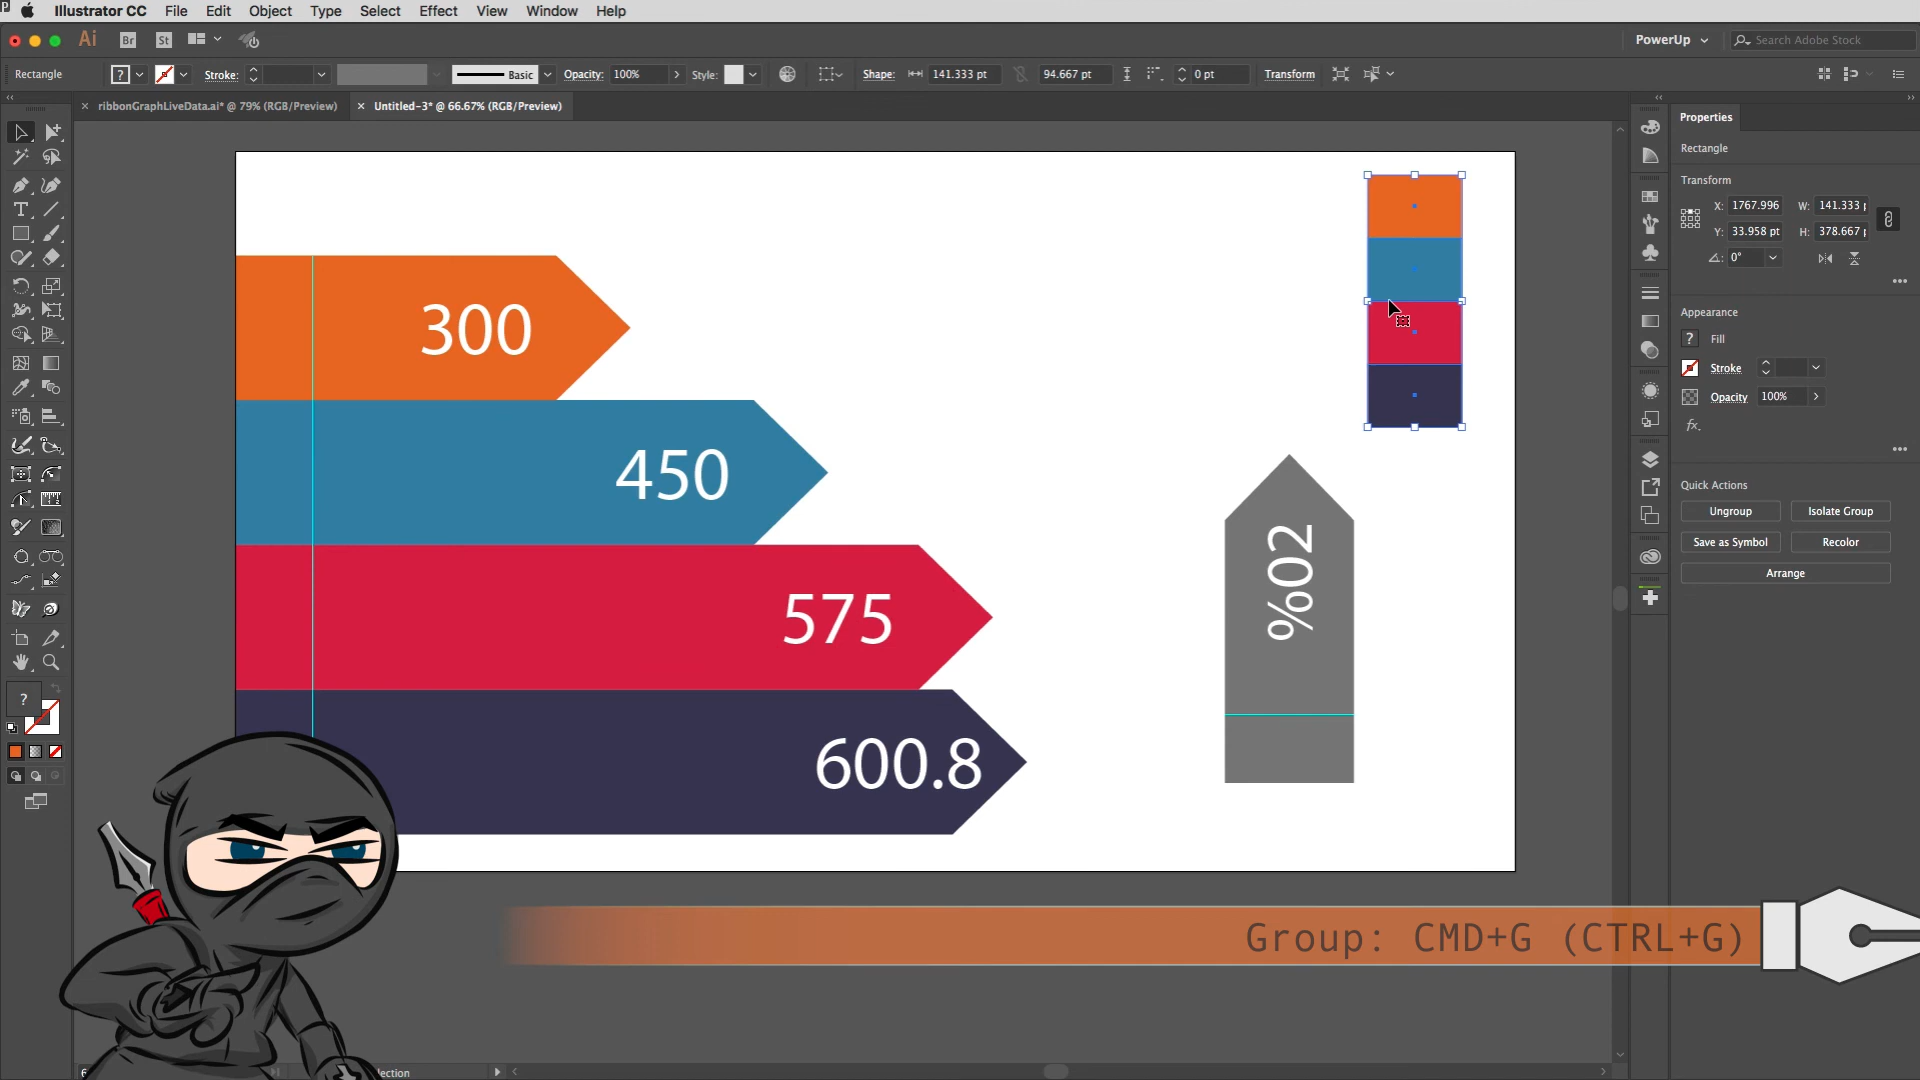 Illustrator CC File Edit Object Type Select Effect View Window Help
Ai Br St PowerUp Search Adobe Stock
Rectangle ? Stroke: Basic Opacity: 100% Style: Shape: 141.333 pt 94.667 pt 0 pt Transform
ribbonGraphLiveData.ai* @ 79% (RGB/Preview)
Untitled-3* @ 66.67% (RGB/Preview)
300
450
575
600.8
20%
Properties
Rectangle
Transform
X: 1767.996 W: 141.333
Y: 33.958 pt H: 378.667
0°
Appearance
? Fill
Stroke
Opacity 100%
fx.
Quick Actions
Ungroup Isolate Group
Save as Symbol Recolor
Arrange
?
Group: CMD+G (CTRL+G)